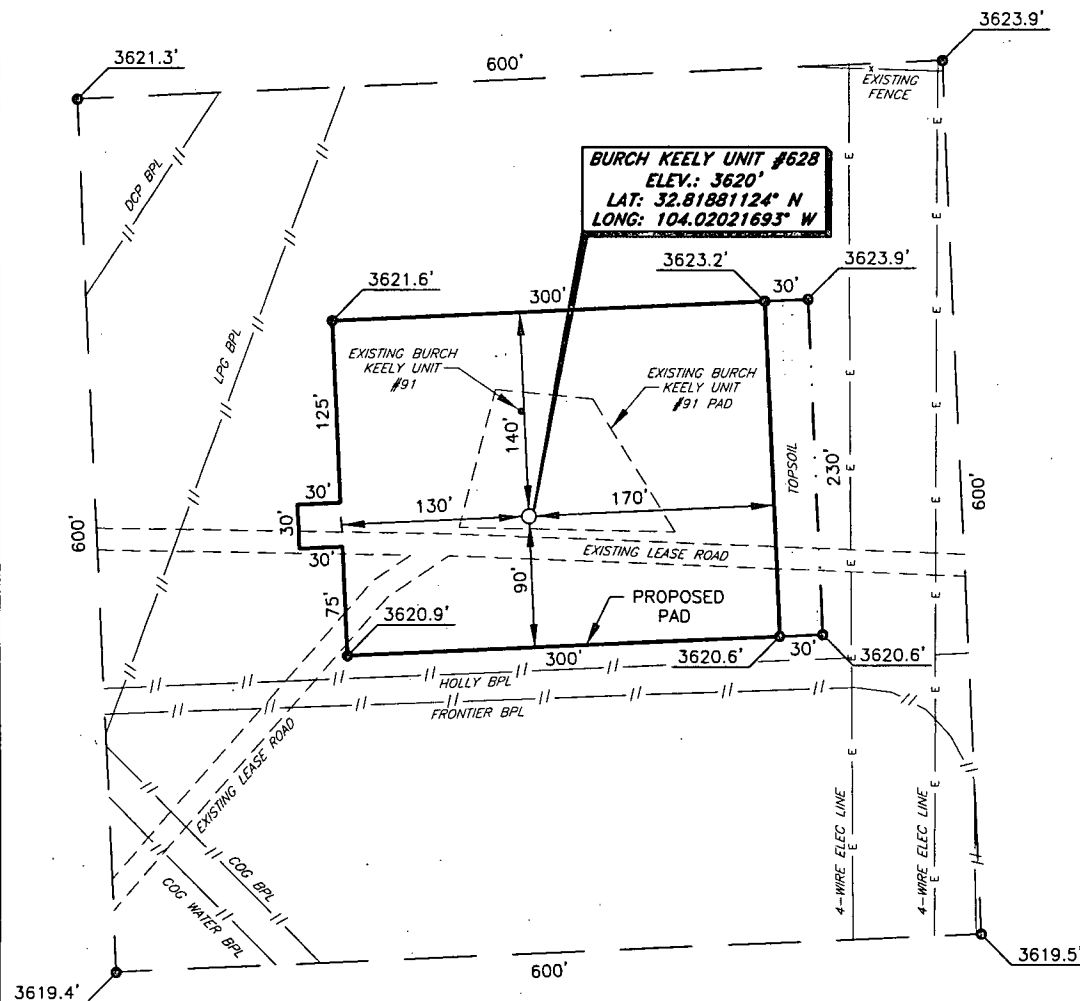 3623.9'
3621.3'
600'
EXISTING
FENCE
DCP BPL
BURCH KEELY UNIT #628
ELEV.: 3620'
LAT: 32.81881124° N
LONG: 104.02021693° W
LPG BPL
3621.6'
3623.2'
3623.9'
300'
30'
EXISTING BURCH
KEELY UNIT
#91
EXISTING BURCH
KEELY UNIT
#91 PAD
125'
140'
TOPSOIL
230'
30'
130'
170'
600'
600'
30'
30'
EXISTING LEASE ROAD
75'
90'
PROPOSED
PAD
3620.9'
300'
3620.6'
30'
3620.6'
HOLLY BPL
FRONTIER BPL
EXISTING LEASE ROAD
COG BPL
COG WATER BPL
4-WIRE ELEC LINE
4-WIRE ELEC LINE
600'
3619.5'
3619.4'